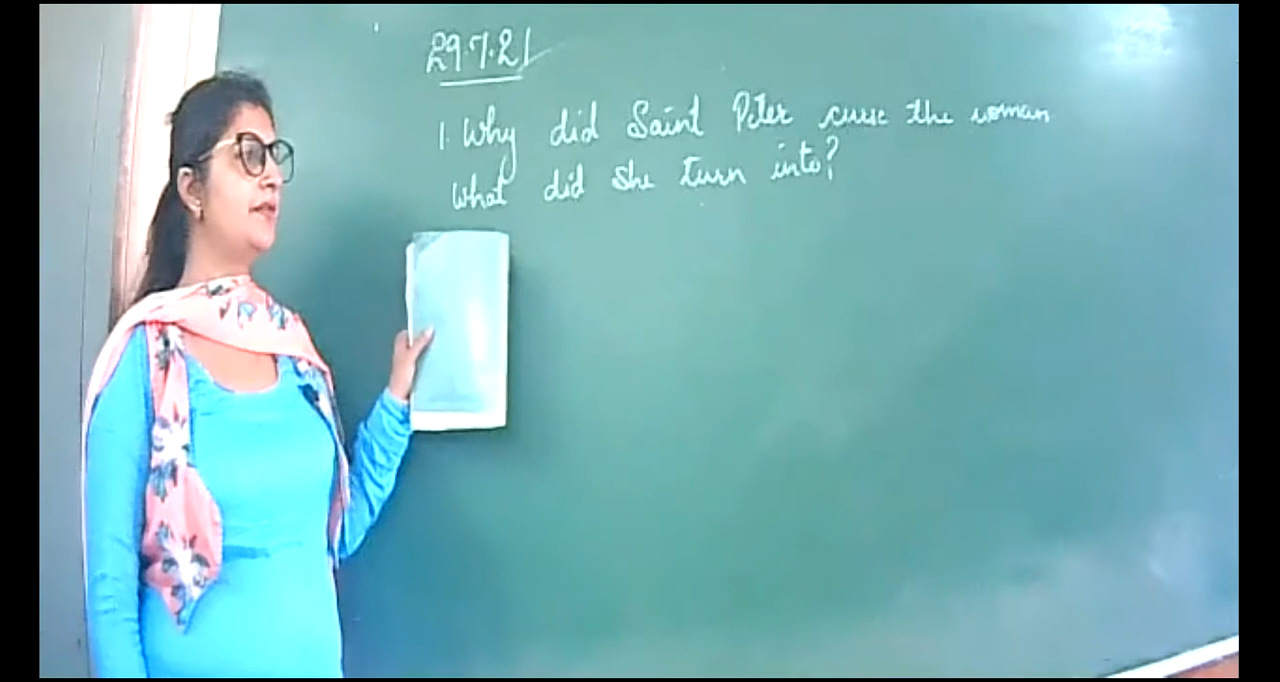 29.7.21
1. Why did Saint Peter curse the woman
What did she turn into?